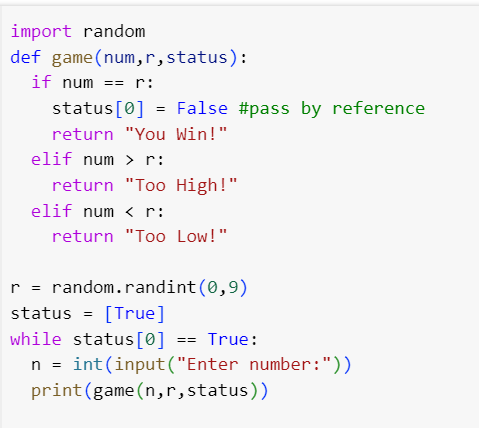 import random
def game(num,r,status):
  if num == r:
    status[0] = False #pass by reference
    return "You Win!"
  elif num > r:
    return "Too High!"
  elif num < r:
    return "Too Low!"

r = random.randint(0,9)
status = [True]
while status[0] == True:
  n = int(input("Enter number:"))
  print(game(n,r,status))